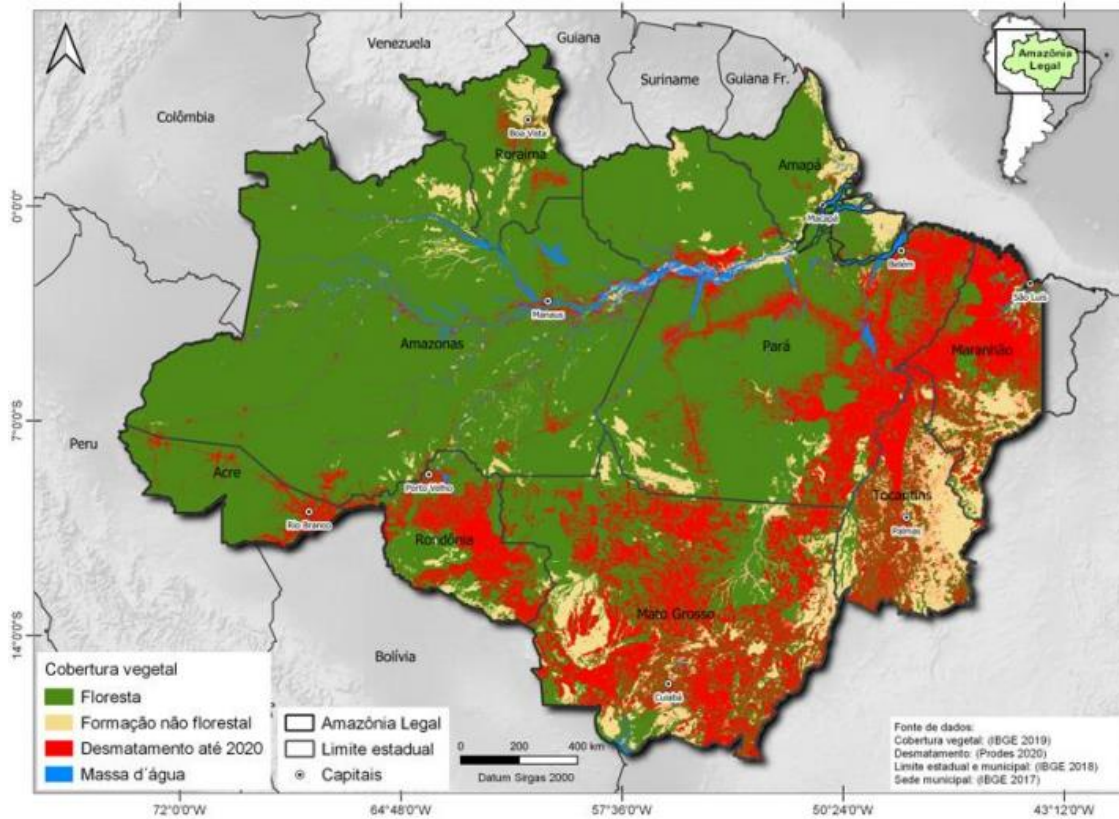 Venezuela
Guiana
Suriname
Guiana Fr.
Colômbia
Amazônia
Legal
Boa Vista
Roraima
Amapá
Macapá
Belém
São Luís
Manaus
Amazonas
Pará
Maranhão
Peru
Acre
Porto Velho
Rio Branco
Rondônia
Tocantins
Palmas
Mato Grosso
Bolívia
Cuiabá
0°0'0"
7°0'0"S
14°0'0"S
Cobertura vegetal
Floresta
Formação não florestal
Desmatamento até 2020
Massa d´água
Amazônia Legal
Limite estadual
Capitais
0 200 400 km
Datum Sirgas 2000
Fonte de dados:
Cobertura vegetal: (IBGE 2019)
Desmatamento: (Prodes 2020)
Limite estadual e municipal: (IBGE 2018)
Sede municipal: (IBGE 2017)
72°0'0"W
64°48'0"W
57°36'0"W
50°24'0"W
43°12'0"W